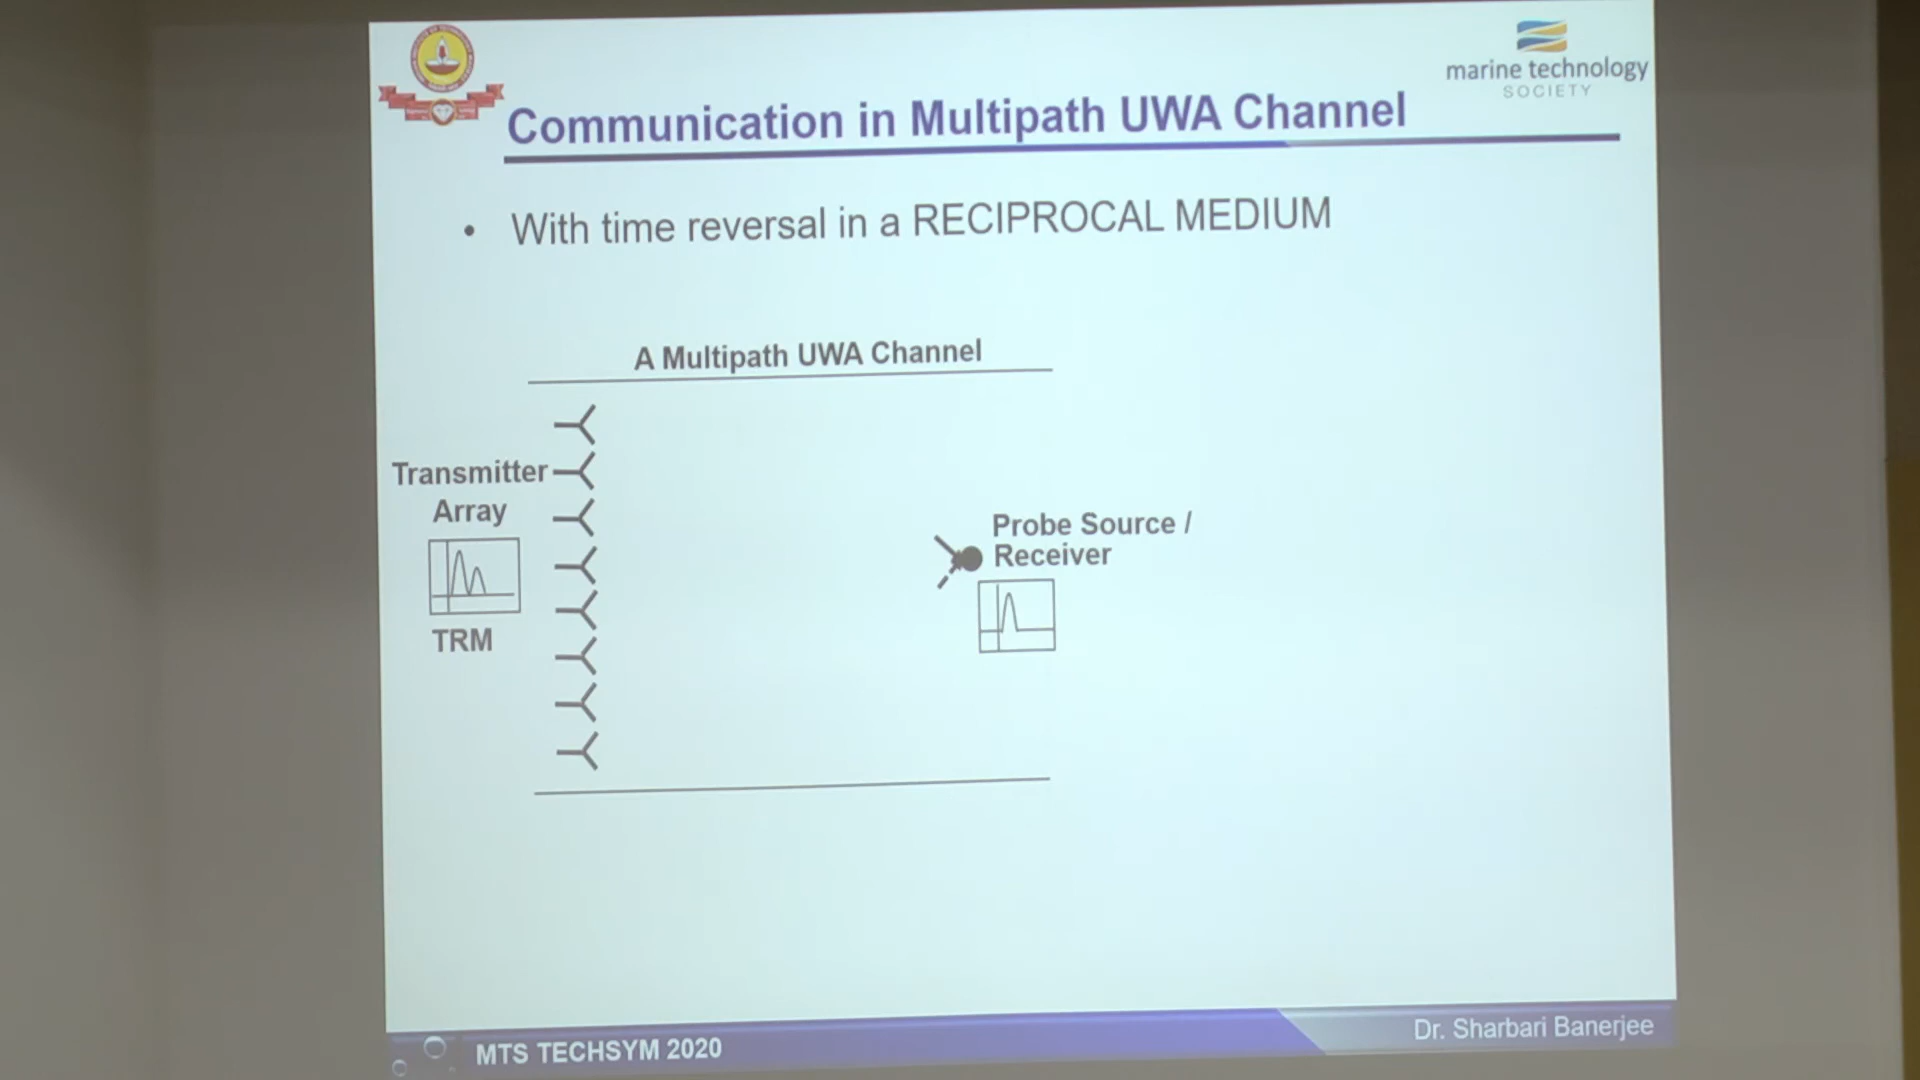 marine technology
SOCIETY
Communication in Multipath UWA Channel
• With time reversal in a RECIPROCAL MEDIUM
A Multipath UWA Channel
Transmitter
Array
TRM
Probe Source /
Receiver
MTS TECHSYM 2020
Dr. Sharbari Banerjee